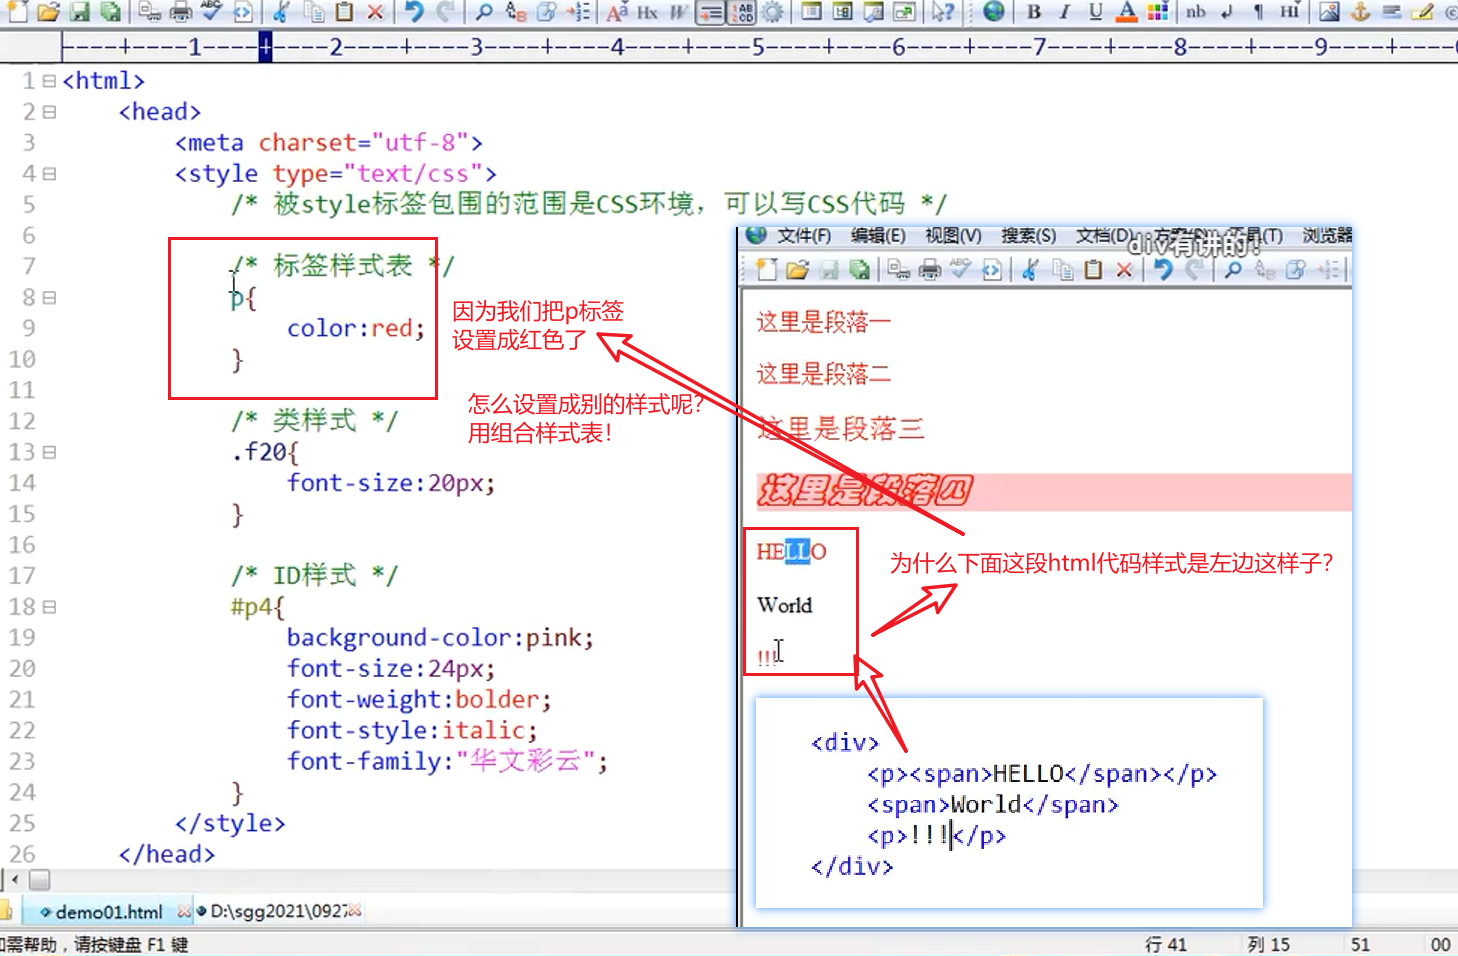 ----+----1----+----2----+----3----+----4----+----5----+----6----+----7----+----8----+----9----+----
1 <html>
2 <head>
3 <meta charset="utf-8">
4 <style type="text/css">
5 /* 被style标签包围的范围是CSS环境，可以写CSS代码 */
6
7 /* 标签样式表 */
8 p{
9 color:red;
10 }
11
12 /* 类样式 */
13 .f20{
14 font-size:20px;
15 }
16
17 /* ID样式 */
18 #p4{
19 background-color:pink;
20 font-size:24px;
21 font-weight:bolder;
22 font-style:italic;
23 font-family:"华文彩云";
24 }
25 </style>
26 </head>
因为我们把p标签
设置成红色了
怎么设置成别的样式呢？
用组合样式表！
文件(F) 编辑(E) 视图(V) 搜索(S) 文档(D) 方案(P) 工具(T) 浏览器
div有讲的！
这里是段落一
这里是段落二
这里是段落三
这里是段落四
HELLO
World
!!!
为什么下面这段html代码样式是左边这样子？
<div>
<p><span>HELLO</span></p>
<span>World</span>
<p>!!!</p>
</div>
demo01.html D:\sgg2021\0927
如需帮助，请按键盘 F1 键 行 41 列 15 51 00